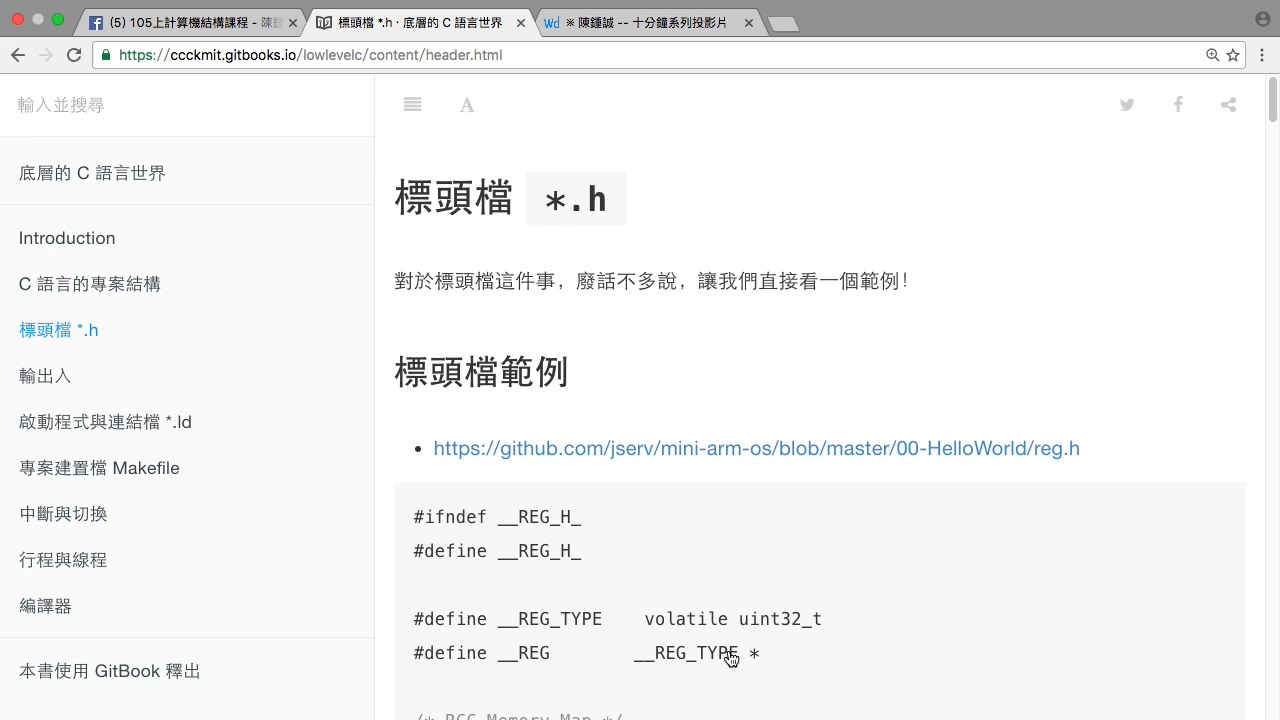 (5) 105上計算機結構課程 - 陳鍾
標頭檔 *.h · 底層的 C 語言世界
※ 陳鍾誠 -- 十分鐘系列投影片
https://ccckmit.gitbooks.io/lowlevelc/content/header.html
輸入並搜尋
底層的 C 語言世界
Introduction
C 語言的專案結構
標頭檔 *.h
輸出入
啟動程式與連結檔 *.ld
專案建置檔 Makefile
中斷與切換
行程與線程
編譯器
本書使用 GitBook 釋出
A
標頭檔 *.h
對於標頭檔這件事，廢話不多說，讓我們直接看一個範例！
標頭檔範例
https://github.com/jserv/mini-arm-os/blob/master/00-HelloWorld/reg.h
#ifndef __REG_H_
#define __REG_H_
#define __REG_TYPE    volatile uint32_t
#define __REG        __REG_TYPE *
/* RCC Memory Map */